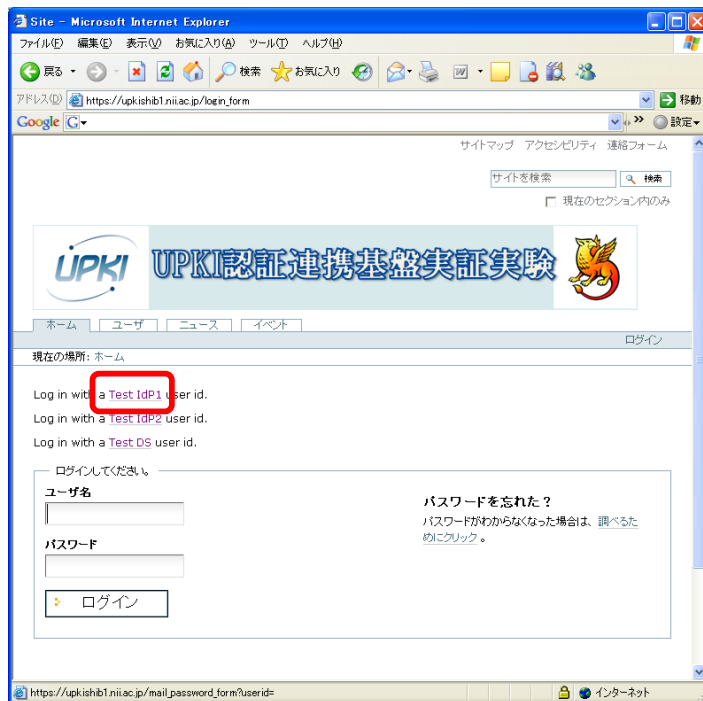 Site - Microsoft Internet Explorer
ファイル(F) 編集(E) 表示(V) お気に入り(A) ツール(T) ヘルプ(H)
戻る 検索 お気に入り
アドレス(D) https://upkishib1.nii.ac.jp/login_form 移動
Google G 設定
サイトマップ アクセシビリティ 連絡フォーム
サイトを検索 検索
現在のセクション内のみ
UPKI UPKI認証連携基盤実証実験
ホーム ユーザ ニュース イベント
ログイン
現在の場所: ホーム
Log in with a Test IdP1 user id.
Log in with a Test IdP2 user id.
Log in with a Test DS user id.
ログインしてください。
ユーザ名
パスワード
ログイン
パスワードを忘れた？
パスワードがわからなくなった場合は、調べるた
めにクリック。
https://upkishib1.nii.ac.jp/mail_password_form?userid= インターネット